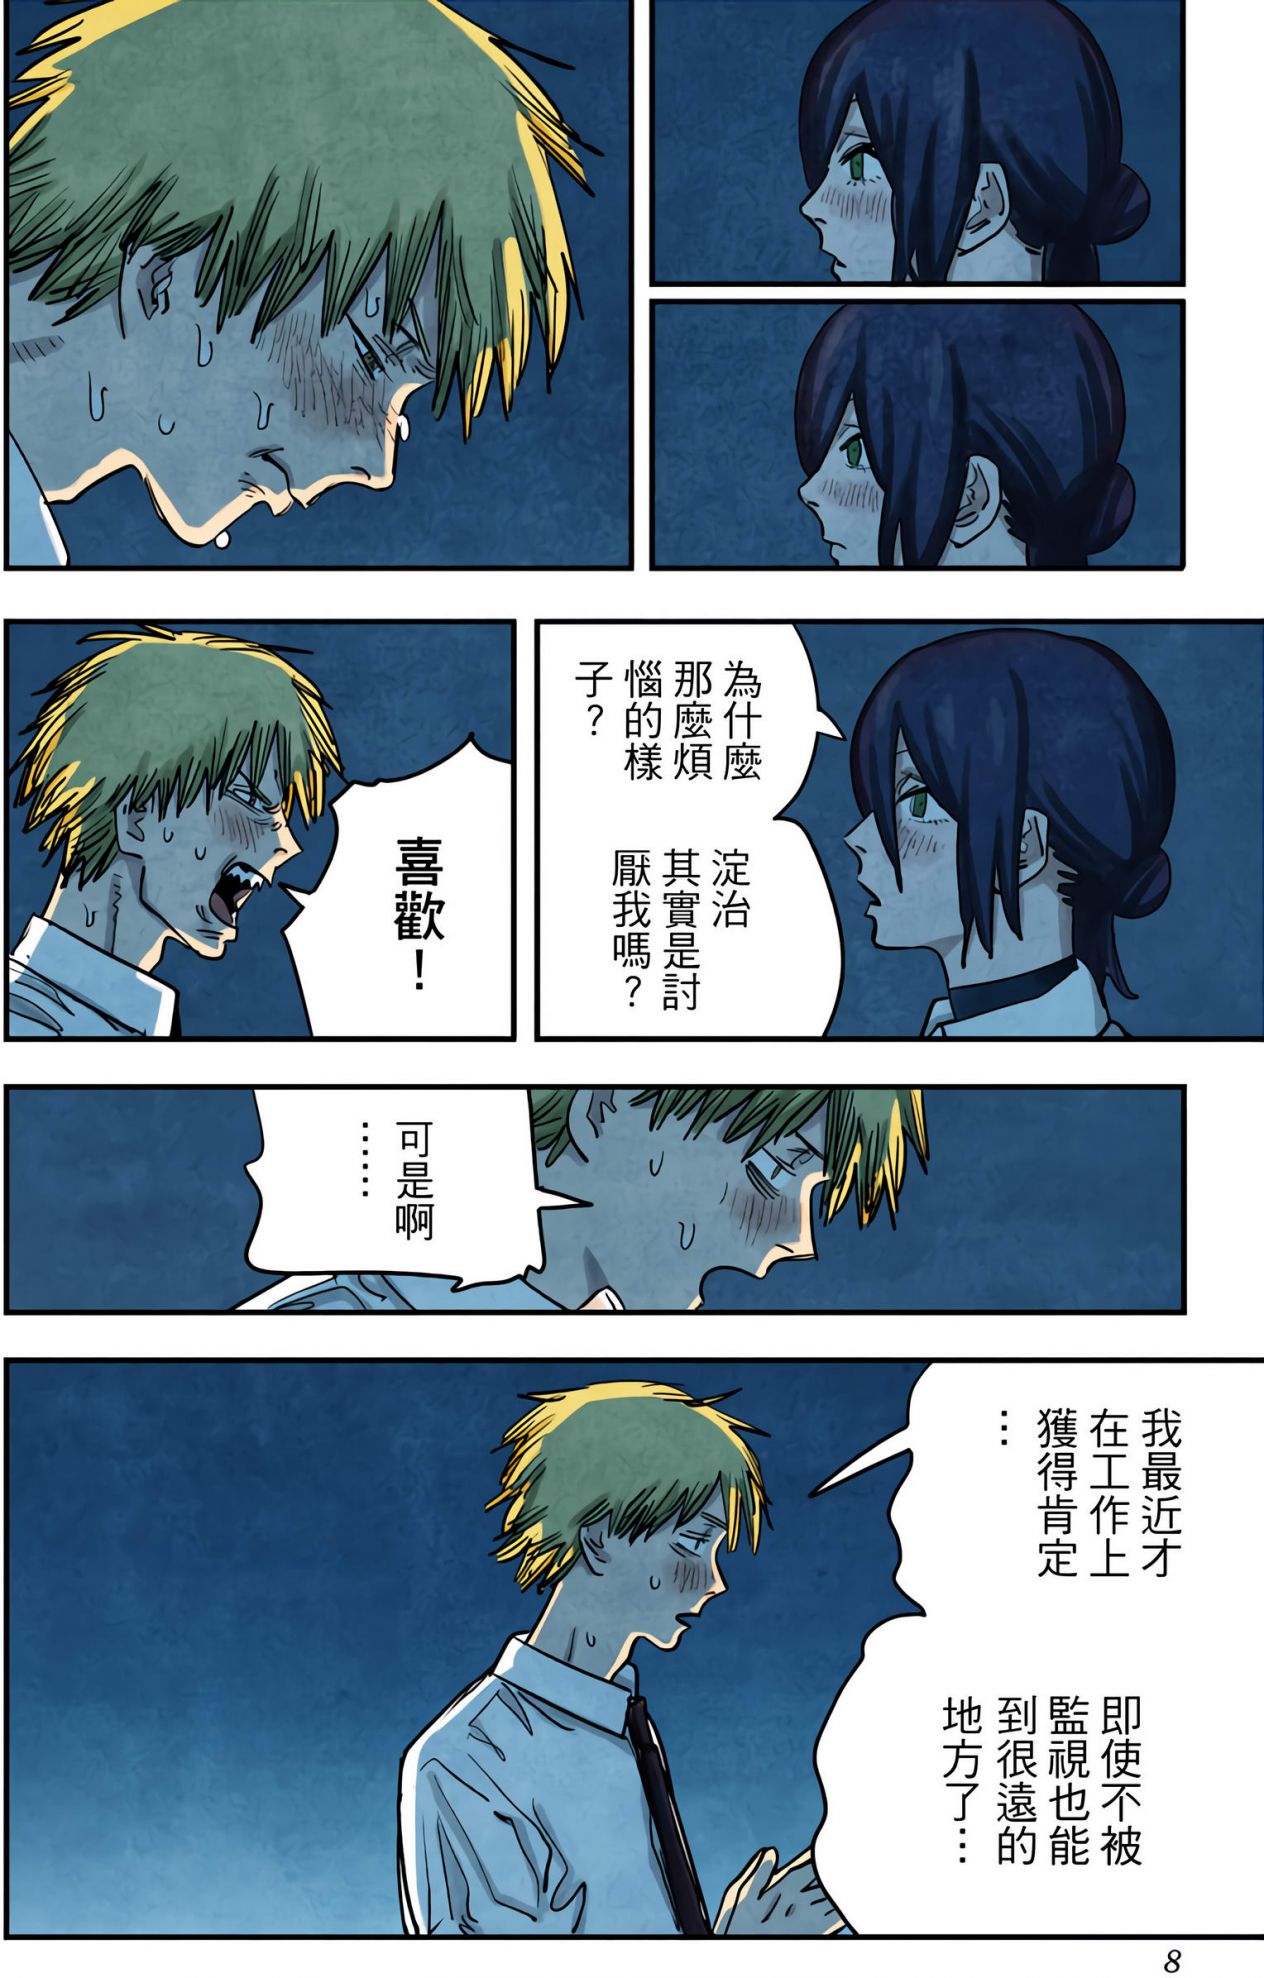 為什麼
那麼煩
惱的樣
子？
淀治
其實是討
厭我嗎？
喜歡！
可是啊
……
我最近才
在工作上
獲得肯定
…
即使不被
監視也能
到很遠的
地方了…
8